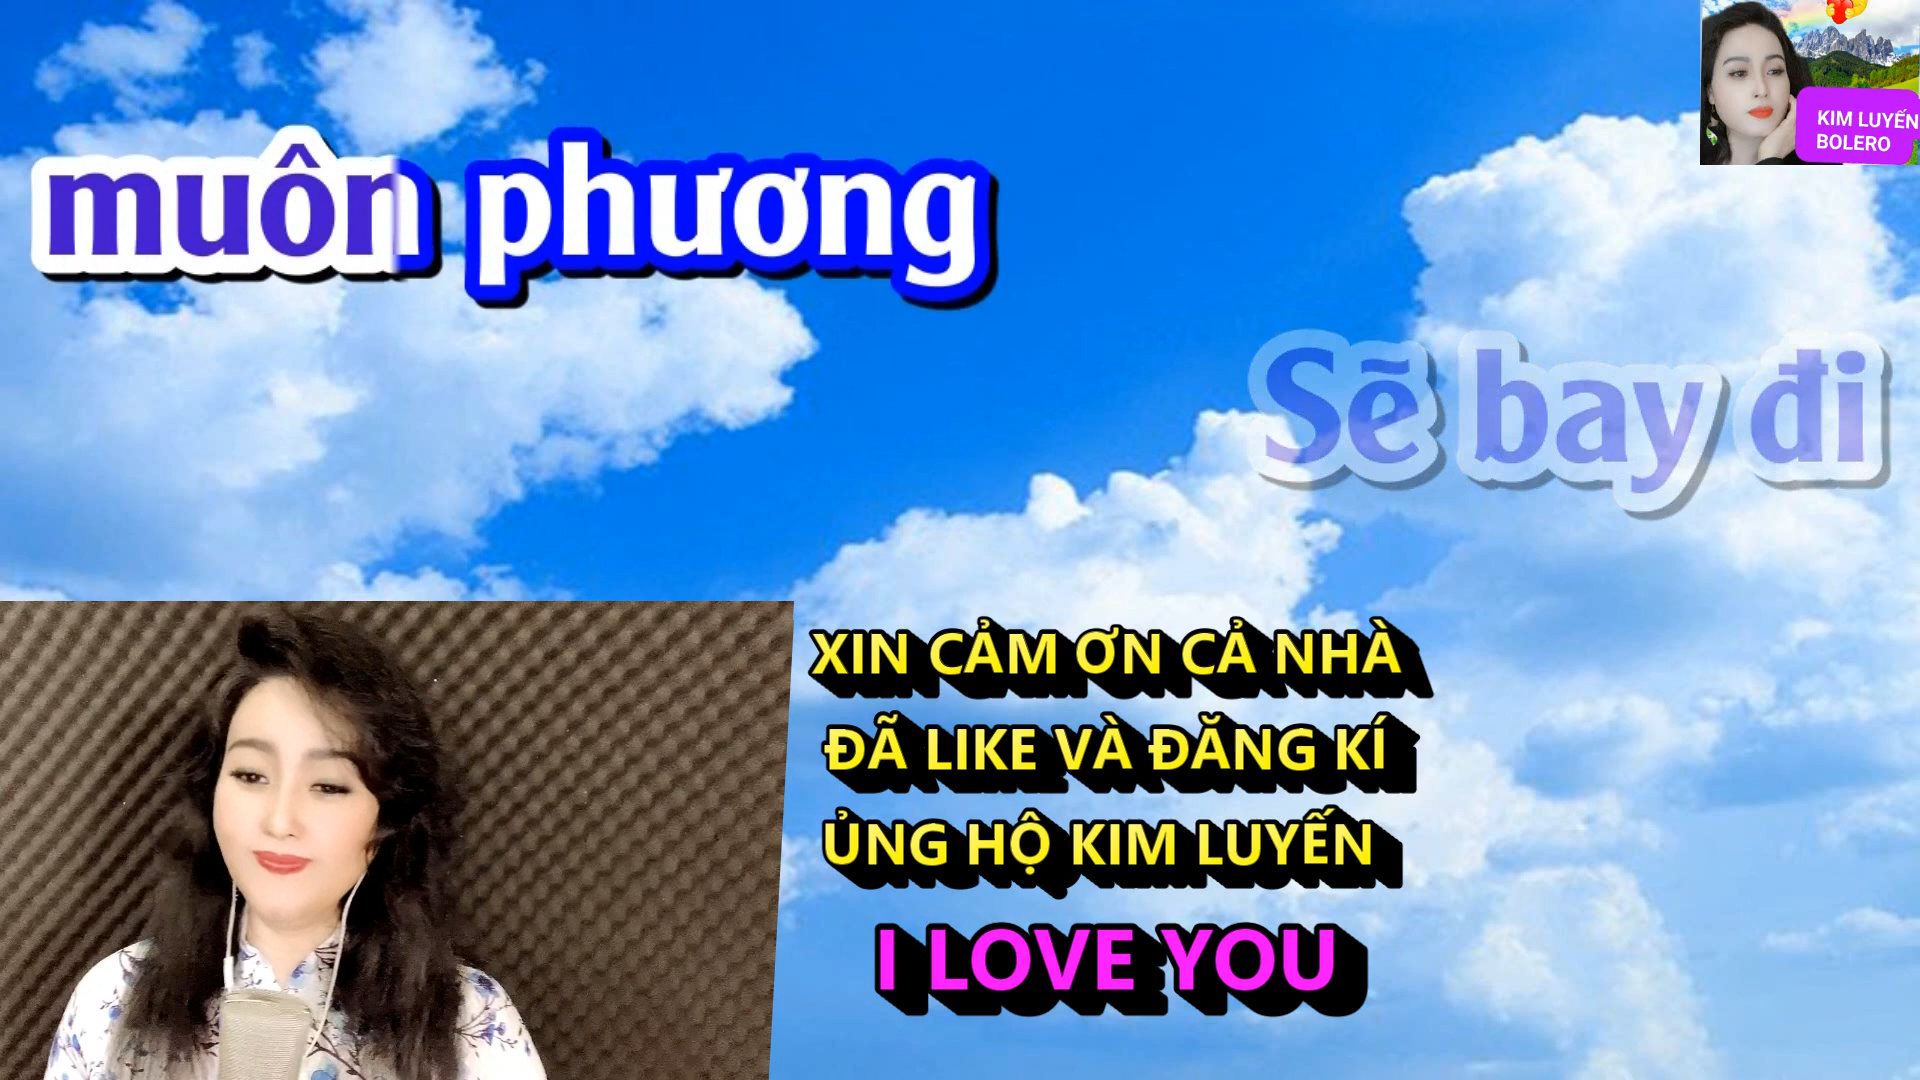 KIM LUYẾN
BOLERO
muôn phương
Sẽ bay đi
XIN CẢM ƠN CẢ NHÀ
ĐÃ LIKE VÀ ĐĂNG KÍ
ỦNG HỘ KIM LUYẾN
I LOVE YOU